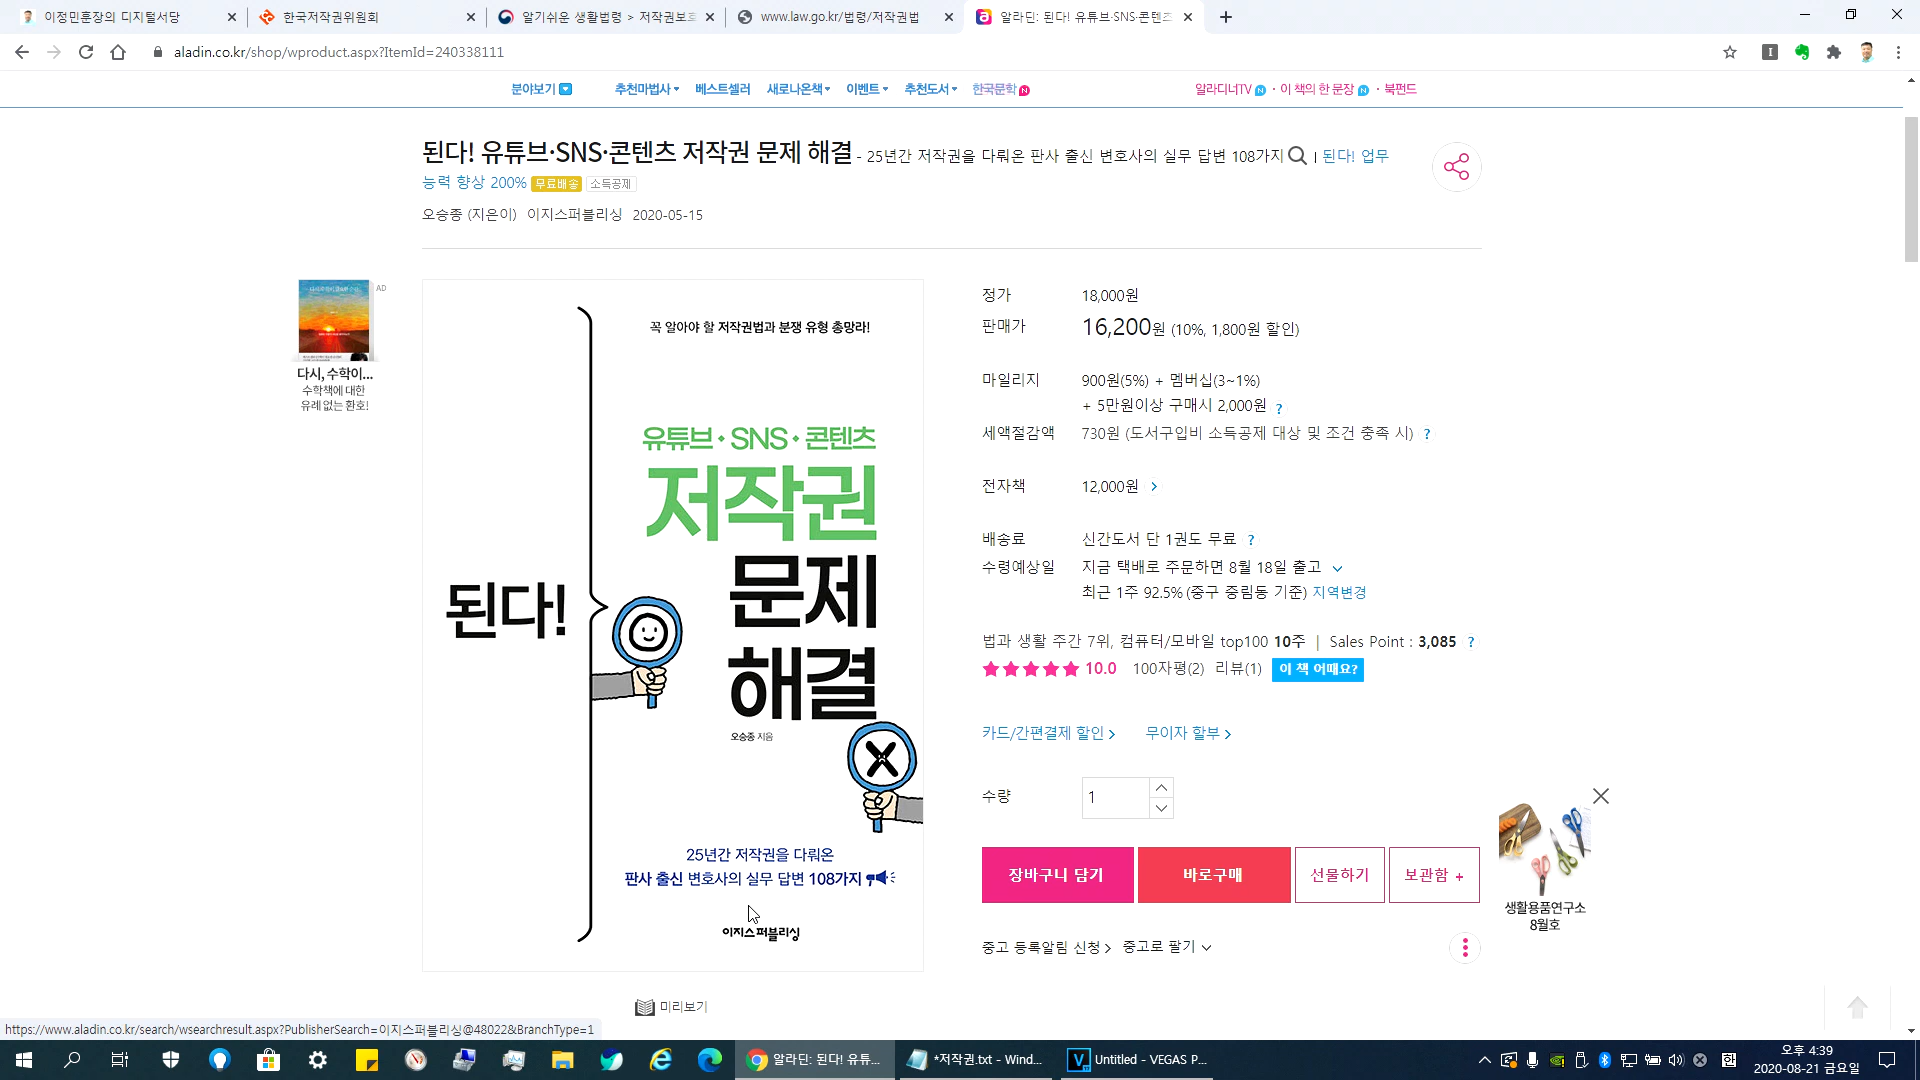 이정민훈장의 디지털서당
한국저작권위원회
알기쉬운 생활법령 > 저작권보호
www.law.go.kr/법령/저작권법
알라딘: 된다! 유튜브·SNS·콘텐츠
aladin.co.kr/shop/wproduct.aspx?ItemId=240338111
분야보기 추천마법사 베스트셀러 새로나온책 이벤트 추천도서 한국문학 N
알라디너TV N · 이 책의 한 문장 N · 북펀드
된다! 유튜브·SNS·콘텐츠 저작권 문제 해결 - 25년간 저작권을 다뤄온 판사 출신 변호사의 실무 답변 108가지 | 된다! 업무
능력 향상 200% 무료배송 소득공제
오승종 (지은이) 이지스퍼블리싱 2020-05-15
AD
다시, 수학이...
수학책에 대한
유례 없는 환호!
꼭 알아야 할 저작권법과 분쟁 유형 총망라!
유튜브·SNS·콘텐츠
저작권
문제
해결
된다!
오승종 지음
25년간 저작권을 다뤄온
판사 출신 변호사의 실무 답변 108가지
이지스퍼블리싱
미리보기
정가 18,000원
판매가 16,200원 (10%, 1,800원 할인)
마일리지 900원(5%) + 멤버십(3~1%)
+ 5만원이상 구매시 2,000원 ?
세액절감액 730원 (도서구입비 소득공제 대상 및 조건 충족 시) ?
전자책 12,000원
배송료 신간도서 단 1권도 무료 ?
수령예상일 지금 택배로 주문하면 8월 18일 출고
최근 1주 92.5% (중구 중림동 기준) 지역변경
법과 생활 주간 7위, 컴퓨터/모바일 top100 10주 | Sales Point : 3,085 ?
10.0 100자평(2) 리뷰(1) 이 책 어때요?
카드/간편결제 할인 무이자 할부
수량 1
장바구니 담기 바로구매 선물하기 보관함 +
중고 등록알림 신청 중고로 팔기
생활용품연구소
8월호
https://www.aladin.co.kr/search/wsearchresult.aspx?PublisherSearch=이지스퍼블리싱@48022&BranchType=1
알라딘: 된다! 유튜...
*저작권.txt - Wind...
Untitled - VEGAS P...
한
오후 4:39
2020-08-21 금요일